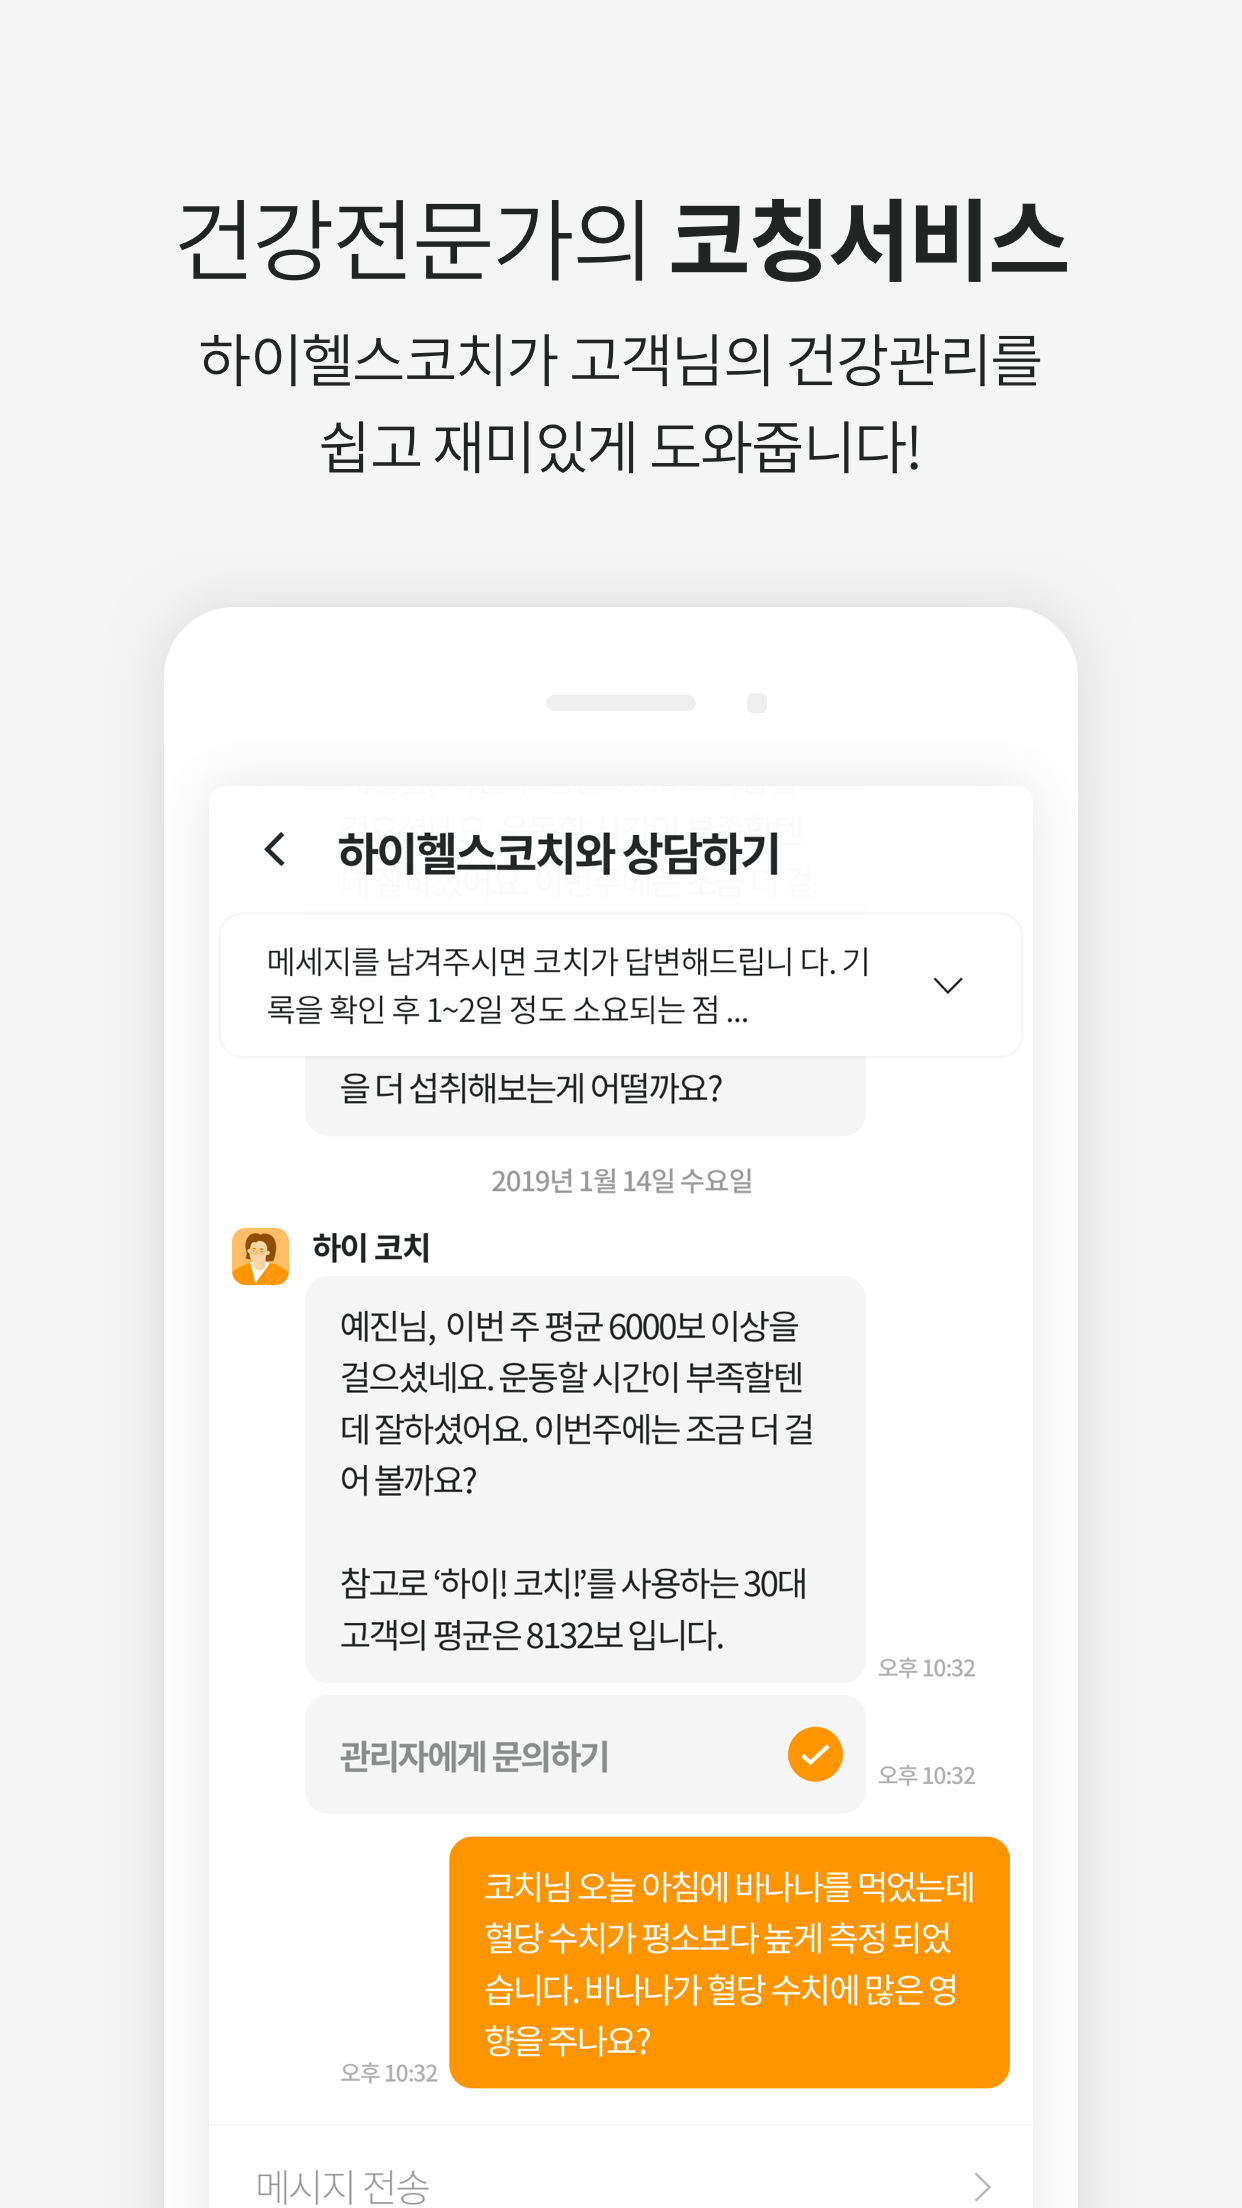 건강전문가의 코칭서비스
하이헬스코치가 고객님의 건강관리를
쉽고 재미있게 도와줍니다!
하이헬스코치와 상담하기
메세지를 남겨주시면 코치가 답변해드립니 다. 기
록을 확인 후 1~2일 정도 소요되는 점 ...
을 더 섭취해보는게 어떨까요?
2019년 1월 14일 수요일
하이 코치
예진님, 이번 주 평균 6000보 이상을
걸으셨네요. 운동할 시간이 부족할텐
데 잘하셨어요. 이번주에는 조금 더 걸
어 볼까요?
참고로 ‘하이! 코치!’를 사용하는 30대
고객의 평균은 8132보 입니다.
오후 10:32
관리자에게 문의하기
오후 10:32
코치님 오늘 아침에 바나나를 먹었는데
혈당 수치가 평소보다 높게 측정 되었
습니다. 바나나가 혈당 수치에 많은 영
향을 주나요?
오후 10:32
메시지 전송